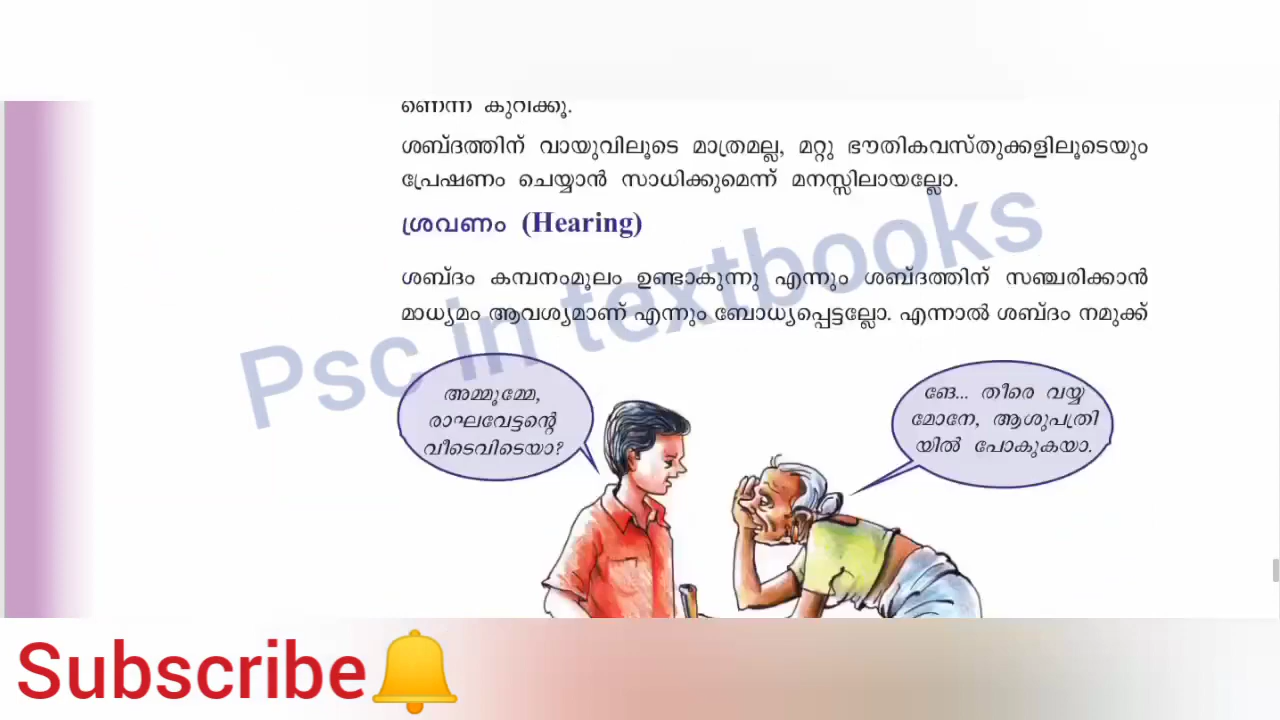 ണെന്ന് കുറിക്കൂ.
ശബ്ദത്തിന് വായുവിലൂടെ മാത്രമല്ല, മറ്റു ഭൗതികവസ്തുക്കളിലൂടെയും
പ്രേഷണം ചെയ്യാൻ സാധിക്കുമെന്ന് മനസ്സിലായല്ലോ.
ശ്രവണം (Hearing)
ശബ്ദം കമ്പനംമൂലം ഉണ്ടാകുന്നു എന്നും ശബ്ദത്തിന് സഞ്ചരിക്കാൻ
മാധ്യമം ആവശ്യമാണ് എന്നും ബോധ്യപ്പെട്ടല്ലോ. എന്നാൽ ശബ്ദം നമുക്ക്
Psc in textbooks
അമ്മൂമ്മേ,
രാഘവേട്ടന്റെ
വീടെവിടെയാ?
ങേ... തീരെ വയ്യ
മോനേ, ആശുപത്രി
യിൽ പോകുകയാ.
Subscribe